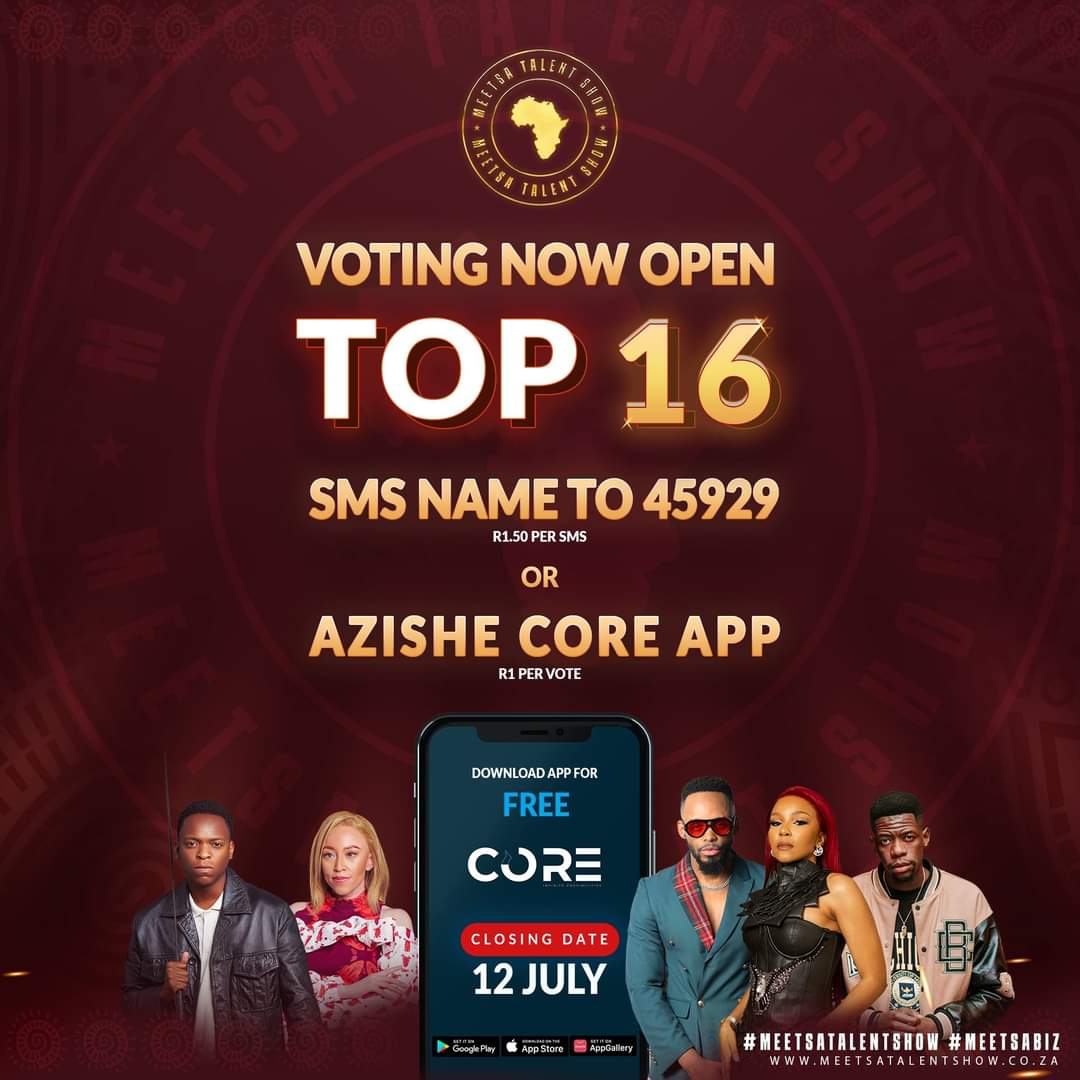 MEETSA TALENT SHOW
MEETSA TALENT SHOW
VOTING NOW OPEN
TOP 16
SMS NAME TO 45929
R1.50 PER SMS
OR
AZISHE CORE APP
R1 PER VOTE
DOWNLOAD APP FOR
FREE
CORE
INFINITE POSSIBILITIES
CLOSING DATE
12 JULY
GET IT ON
Google Play
Download on the
App Store
GET IT ON
AppGallery
#MEETSATALENTSHOW #MEETSABIZ
WWW.MEETSATALENTSHOW.CO.ZA